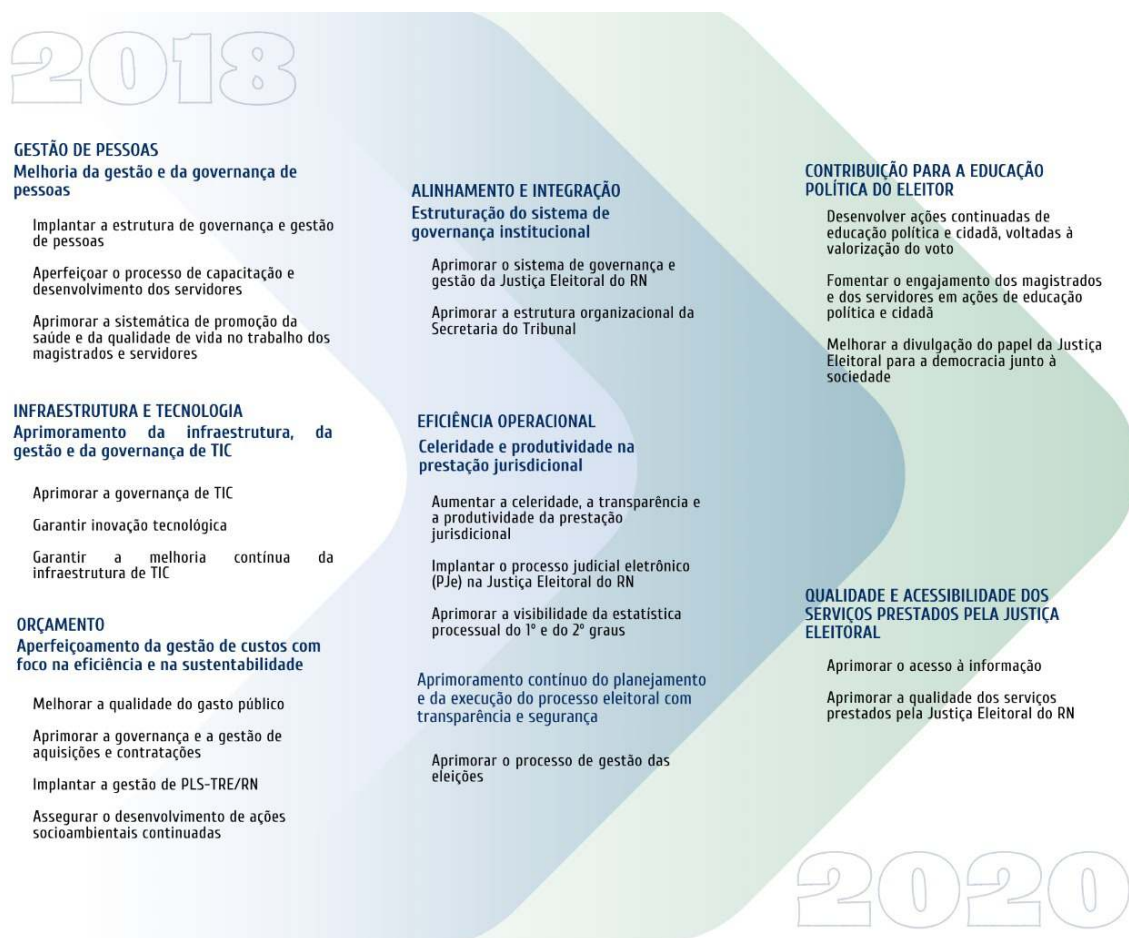 2018
GESTÃO DE PESSOAS
Melhoria da gestão e da governança de
pessoas
Implantar a estrutura de governança e gestão
de pessoas
Aperfeiçoar o processo de capacitação e
desenvolvimento dos servidores
Aprimorar a sistemática de promoção da
saúde e da qualidade de vida no trabalho dos
magistrados e servidores
INFRAESTRUTURA E TECNOLOGIA
Aprimoramento da infraestrutura, da
gestão e da governança de TIC
Aprimorar a governança de TIC
Garantir inovação tecnológica
Garantir a melhoria contínua da
infraestrutura de TIC
ORÇAMENTO
Aperfeiçoamento da gestão de custos com
foco na eficiência e na sustentabilidade
Melhorar a qualidade do gasto público
Aprimorar a governança e a gestão de
aquisições e contratações
Implantar a gestão de PLS-TRE/RN
Assegurar o desenvolvimento de ações
socioambientais continuadas
ALINHAMENTO E INTEGRAÇÃO
Estruturação do sistema de
governança institucional
Aprimorar o sistema de governança e
gestão da Justiça Eleitoral do RN
Aprimorar a estrutura organizacional da
Secretaria do Tribunal
EFICIÊNCIA OPERACIONAL
Celeridade e produtividade na
prestação jurisdicional
Aumentar a celeridade, a transparência e
a produtividade da prestação
jurisdicional
Implantar o processo judicial eletrônico
(PJe) na Justiça Eleitoral do RN
Aprimorar a visibilidade da estatística
processual do 1º e do 2º graus
Aprimoramento contínuo do planejamento
e da execução do processo eleitoral com
transparência e segurança
Aprimorar o processo de gestão das
eleições
CONTRIBUIÇÃO PARA A EDUCAÇÃO
POLÍTICA DO ELEITOR
Desenvolver ações continuadas de
educação política e cidadã, voltadas à
valorização do voto
Fomentar o engajamento dos magistrados
e dos servidores em ações de educação
política e cidadã
Melhorar a divulgação do papel da Justiça
Eleitoral para a democracia junto à
sociedade
QUALIDADE E ACESSIBILIDADE DOS
SERVIÇOS PRESTADOS PELA JUSTIÇA
ELEITORAL
Aprimorar o acesso à informação
Aprimorar a qualidade dos serviços
prestados pela Justiça Eleitoral do RN
2020